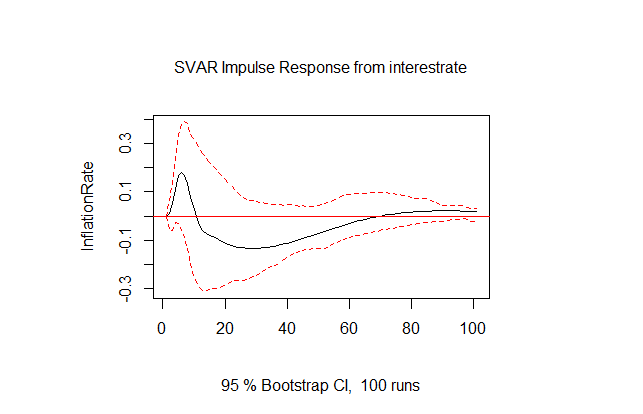 SVAR Impulse Response from interestrate
InflationRate
0.3
0.1
-0.1
-0.3
0 20 40 60 80 100
95 % Bootstrap CI, 100 runs